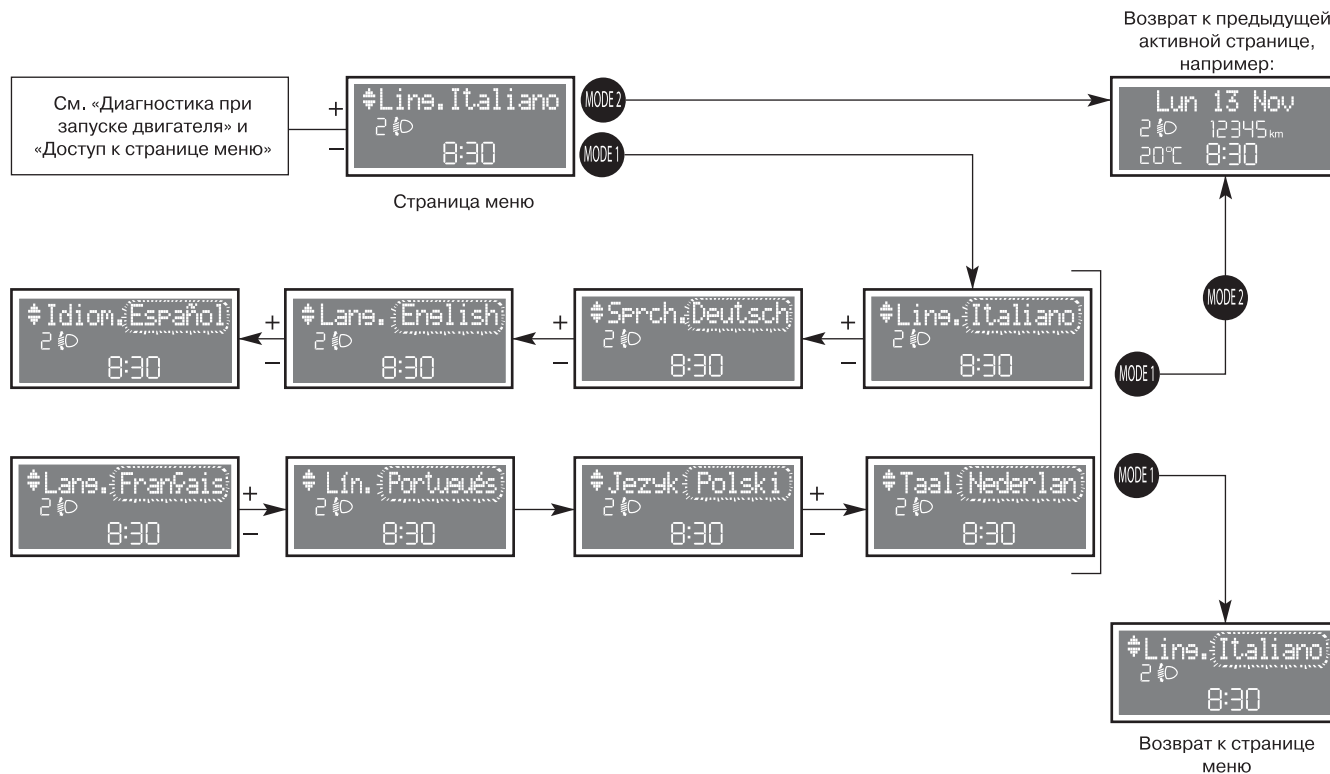 Возврат к предыдущей
активной странице,
например:
См. «Диагностика при
запуске двигателя» и
«Доступ к странице меню»
+
−
Ling.Italiano
2
8:30
MODE 2
MODE 1
Страница меню
Lun 13 Nov
2 12345 km
20°C 8:30
Idiom.Español
2
8:30
+
−
Lang.English
2
8:30
+
−
Sprch.Deutsch
2
8:30
+
−
Ling.Italiano
2
8:30
MODE 2
MODE 1
Lang.Français
2
8:30
+
−
Lín.Portugués
2
8:30
Jezyk Polski
2
8:30
+
−
Taal Nederlan
2
8:30
MODE 1
Ling.Italiano
2
8:30
Возврат к странице
меню